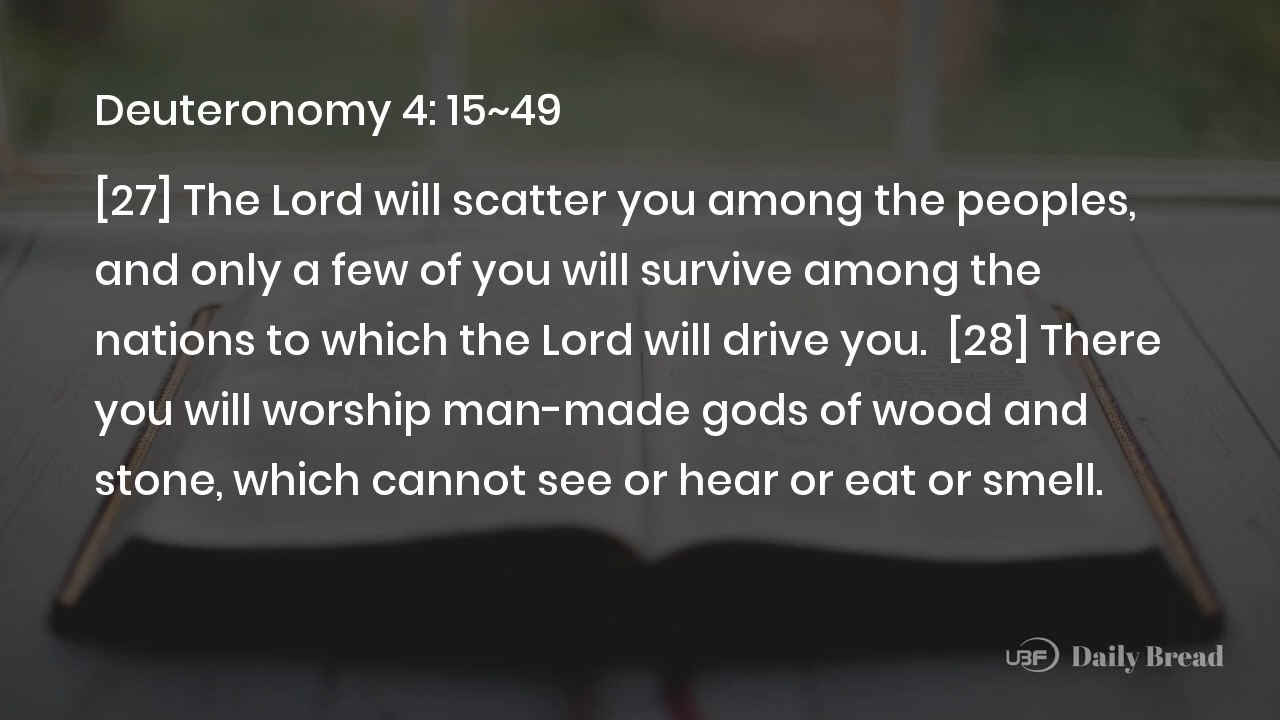 Deuteronomy 4: 15~49
[27] The Lord will scatter you among the peoples,
and only a few of you will survive among the
nations to which the Lord will drive you.  [28] There
you will worship man-made gods of wood and
stone, which cannot see or hear or eat or smell.
UBF Daily Bread